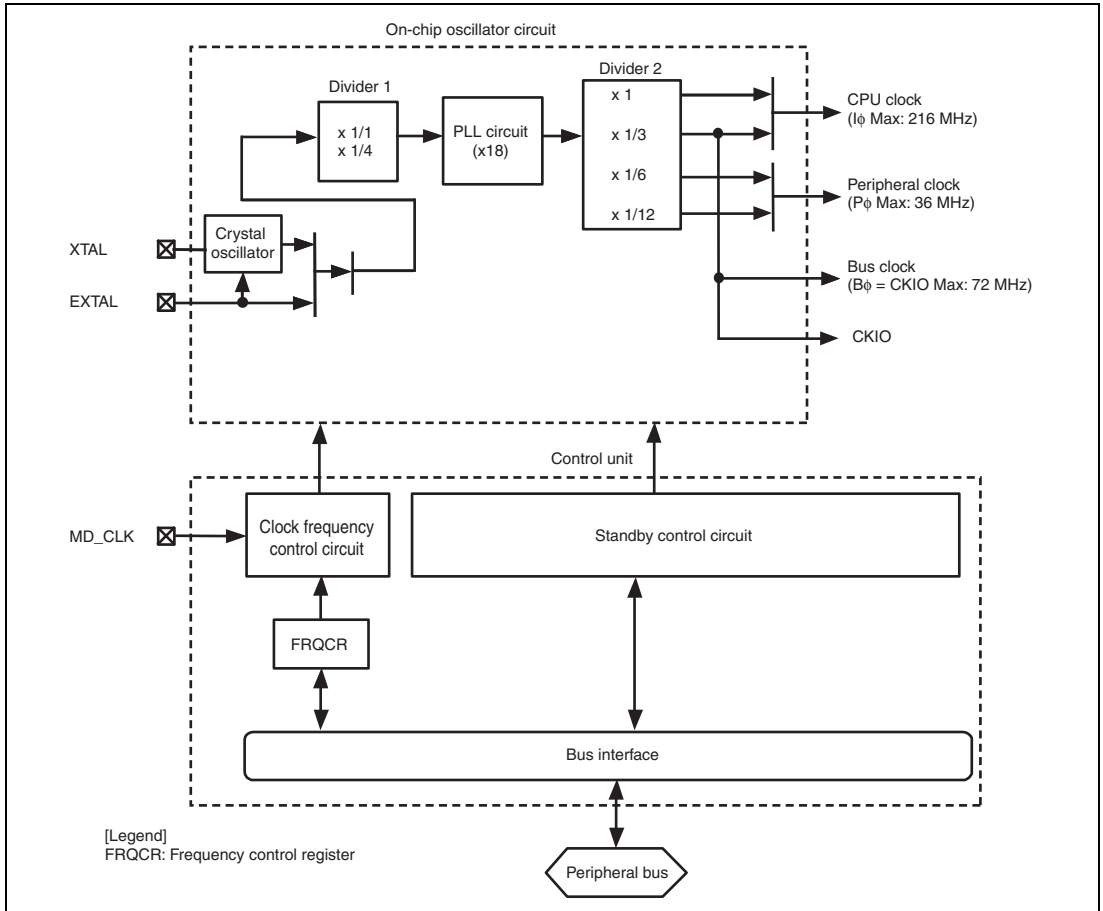 On-chip oscillator circuit
Divider 1
x 1/1
x 1/4
PLL circuit
(x18)
Divider 2
x 1
x 1/3
x 1/6
x 1/12
CPU clock
(Iϕ Max: 216 MHz)
Peripheral clock
(Pϕ Max: 36 MHz)
Bus clock
(Bϕ = CKIO Max: 72 MHz)
CKIO
XTAL
Crystal
oscillator
EXTAL
Control unit
MD_CLK
Clock frequency
control circuit
Standby control circuit
FRQCR
Bus interface
[Legend]
FRQCR: Frequency control register
Peripheral bus